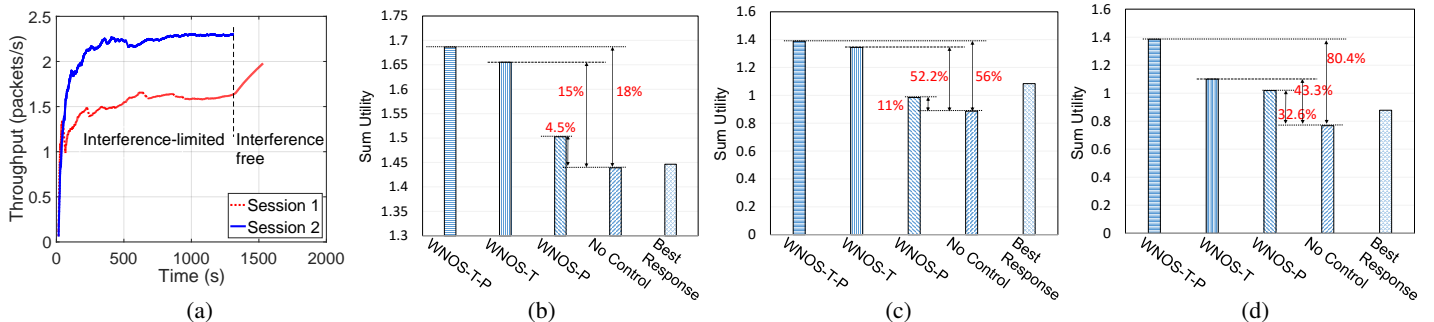 2.5
2
1.5
1
0.5
0
Throughput (packets/s)
Interference-limited
Interference
free
Session 1
Session 2
0
500
1000
1500
2000
Time (s)
(a)
1.75
1.7
1.65
1.6
1.55
1.5
1.45
1.4
1.35
1.3
Sum Utility
15%
18%
4.5%
WNOS-T-P
WNOS-T
WNOS-P
No Control
Best
Response
(b)
1.6
1.4
1.2
1
0.8
0.6
0.4
0.2
0
Sum Utility
52.2%
56%
11%
WNOS-T-P
WNOS-T
WNOS-P
No Control
Best
Response
(c)
1.6
1.4
1.2
1
0.8
0.6
0.4
0.2
0
Sum Utility
80.4%
43.3%
32.6%
WNOS-T-P
WNOS-T
WNOS-P
No Control
Best
Response
(d)